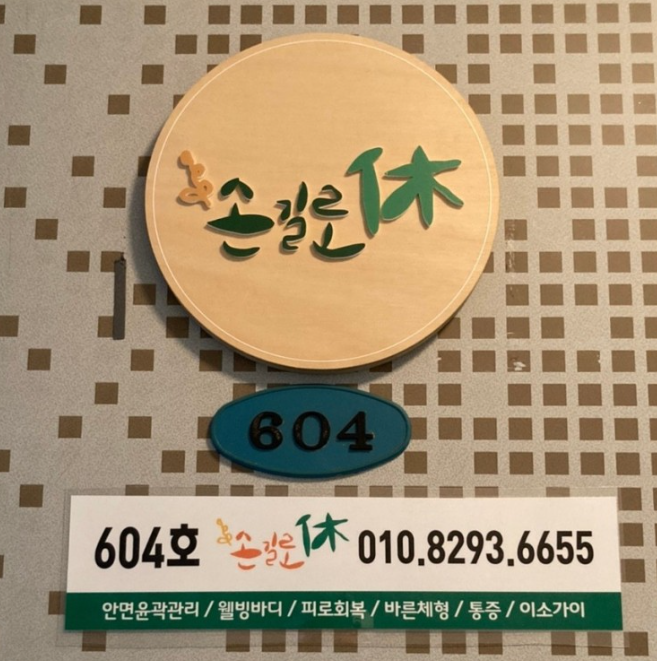 손길로休
604
604호 손길로休 010.8293.6655
안면윤곽관리 / 웰빙바디 / 피로회복 / 바른체형 / 통증 / 이소가이